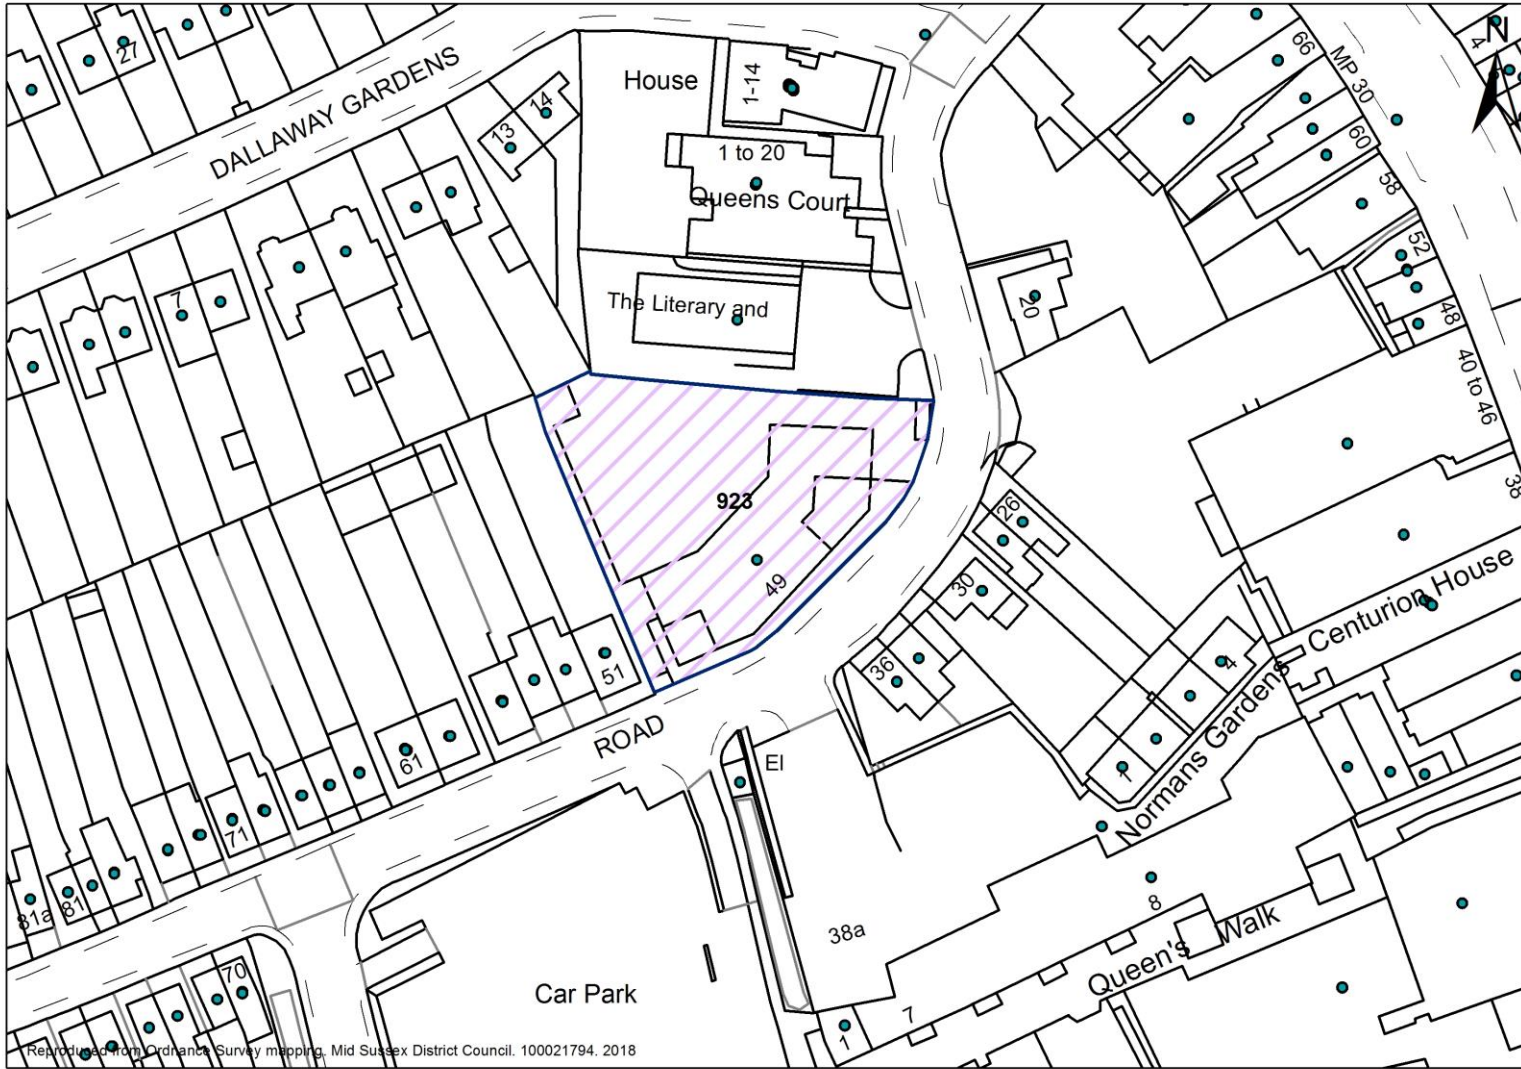 27
DALLAWAY GARDENS
13
14
House
1-14
1 to 20
Queens Court
66
MP 30
4
N
60
58
52
48
40 to 46
20
7
The Literary and
923
49
26
30
36
38
Centurion House
4
1
Normans Gardens
51
ROAD
61
71
81
81a
El
70
Car Park
38a
8
Queen's Walk
7
1
Reproduced from Ordnance Survey mapping. Mid Sussex District Council. 100021794. 2018